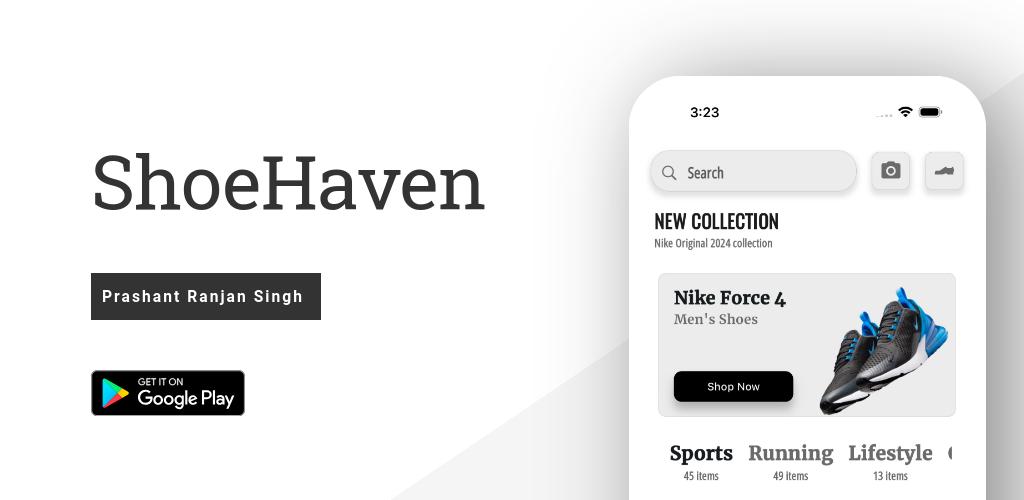 ShoeHaven
Prashant Ranjan Singh
GET IT ON
Google Play
3:23
Search
NEW COLLECTION
Nike Original 2024 collection
Nike Force 4
Men's Shoes
Shop Now
Sports Running Lifestyle
45 items 49 items 13 items